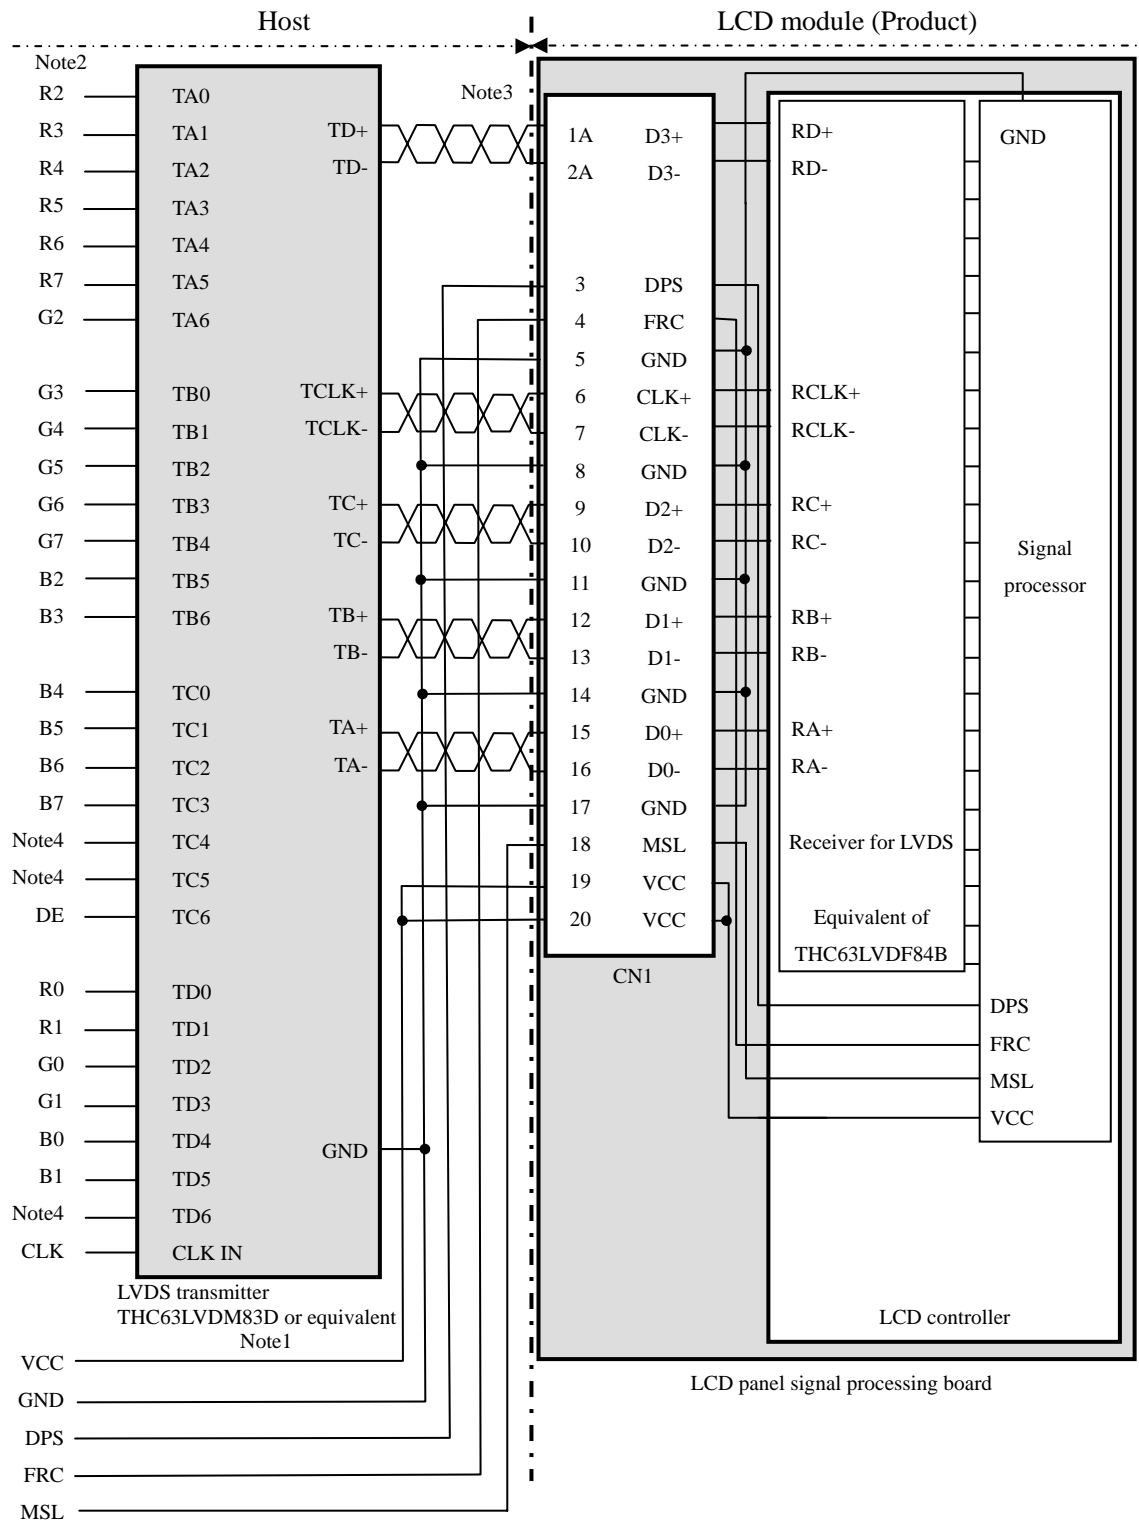 Host
LCD module (Product)
Note2
R2
R3
R4
R5
R6
R7
G2
G3
G4
G5
G6
G7
B2
B3
B4
B5
B6
B7
Note4
Note4
DE
R0
R1
G0
G1
B0
B1
Note4
CLK
TA0
TA1
TA2
TA3
TA4
TA5
TA6
TB0
TB1
TB2
TB3
TB4
TB5
TB6
TC0
TC1
TC2
TC3
TC4
TC5
TC6
TD0
TD1
TD2
TD3
TD4
TD5
TD6
CLK IN
TD+
TD-
TCLK+
TCLK-
TC+
TC-
TB+
TB-
TA+
TA-
GND
LVDS transmitter
THC63LVDM83D or equivalent
Note1
VCC
GND
DPS
FRC
MSL
Note3
1A D3+
2A D3-
3 DPS
4 FRC
5 GND
6 CLK+
7 CLK-
8 GND
9 D2+
10 D2-
11 GND
12 D1+
13 D1-
14 GND
15 D0+
16 D0-
17 GND
18 MSL
19 VCC
20 VCC
CN1
RD+
RD-
RCLK+
RCLK-
RC+
RC-
RB+
RB-
RA+
RA-
Receiver for LVDS
Equivalent of
THC63LVDF84B
GND
Signal
processor
DPS
FRC
MSL
VCC
LCD controller
LCD panel signal processing board